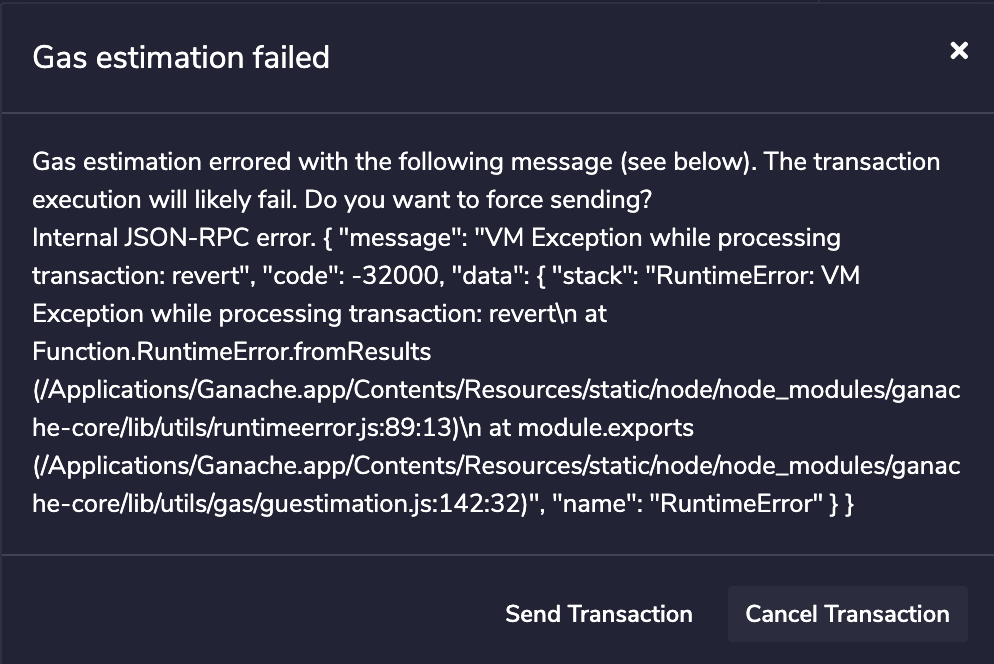 Gas estimation failed
Gas estimation errored with the following message (see below). The transaction
execution will likely fail. Do you want to force sending?
Internal JSON-RPC error. { "message": "VM Exception while processing
transaction: revert", "code": -32000, "data": { "stack": "RuntimeError: VM
Exception while processing transaction: revert\n at
Function.RuntimeError.fromResults
(/Applications/Ganache.app/Contents/Resources/static/node/node_modules/ganac
he-core/lib/utils/runtimeerror.js:89:13)\n at module.exports
(/Applications/Ganache.app/Contents/Resources/static/node/node_modules/ganac
he-core/lib/utils/gas/guestimation.js:142:32)", "name": "RuntimeError" } }
Send Transaction
Cancel Transaction